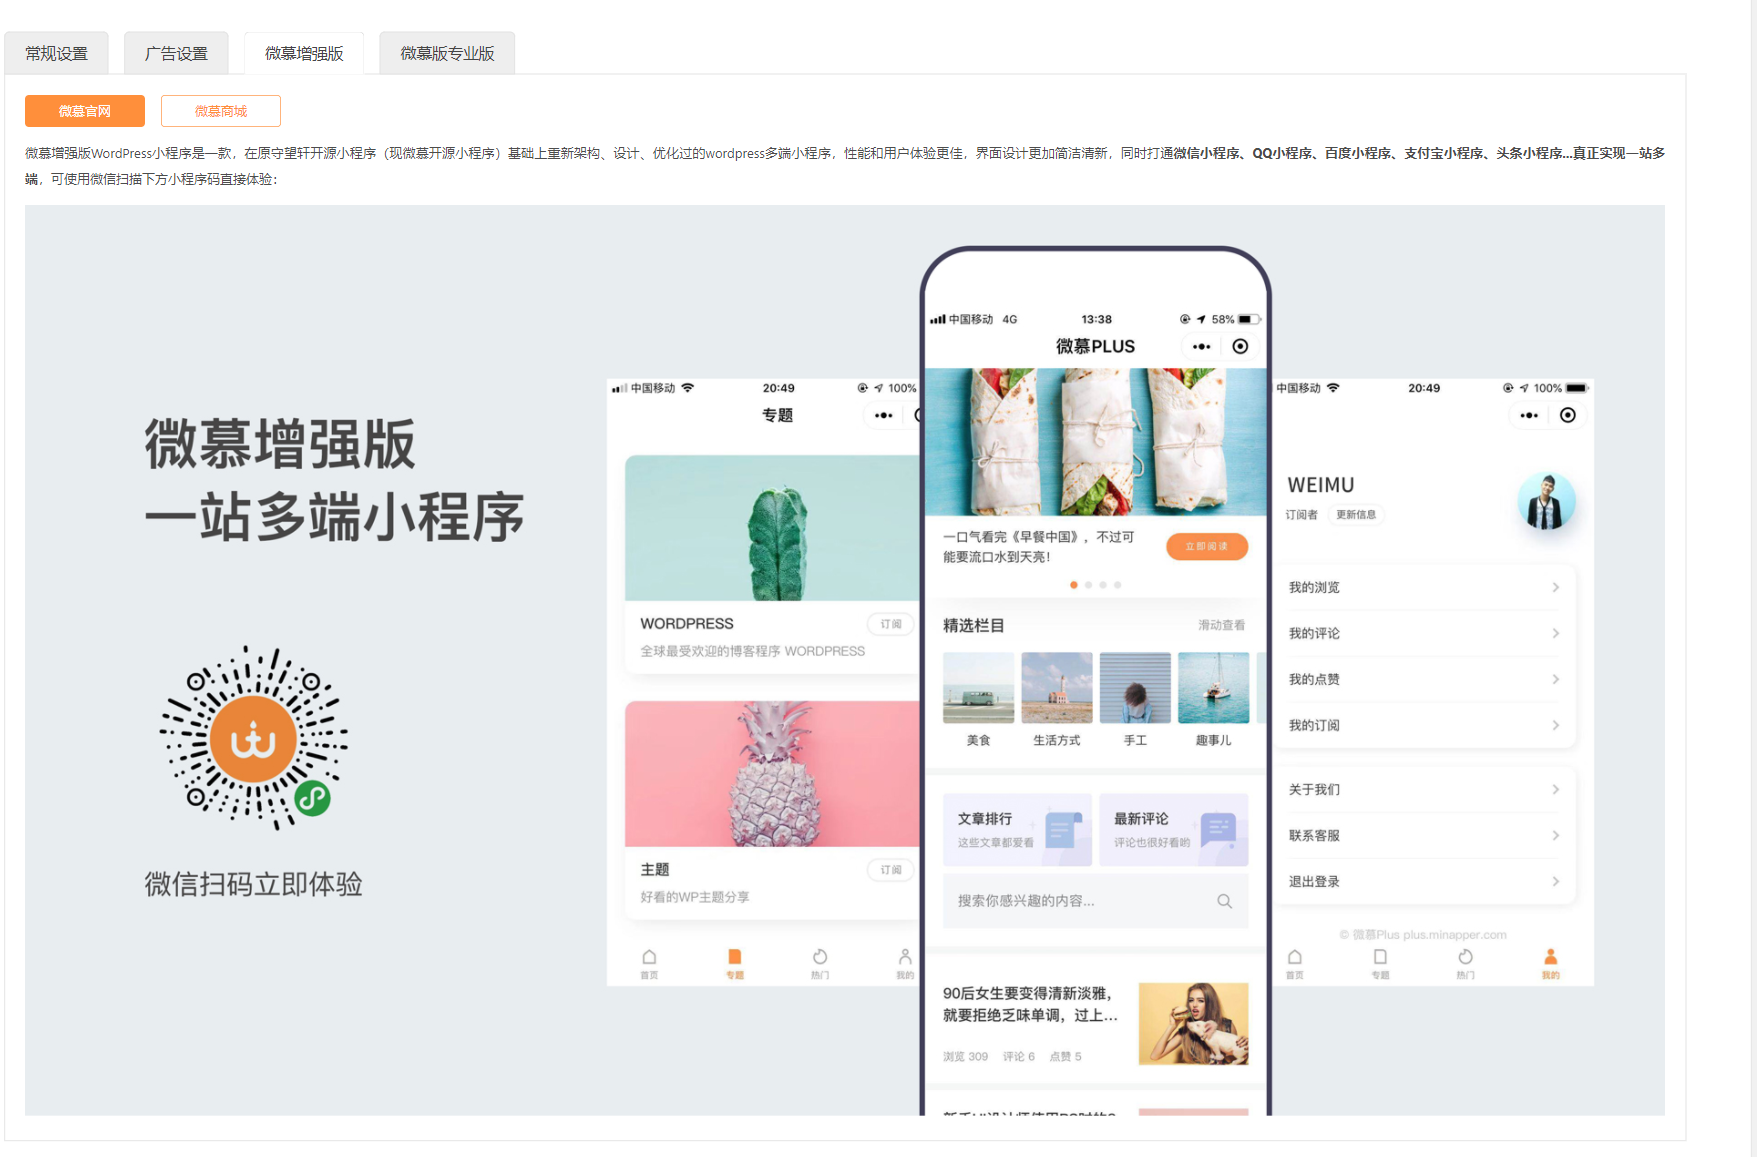 常规设置
广告设置
微慕增强版
微慕版专业版
微慕官网
微慕商城
微慕增强版WordPress小程序是一款，在原守望轩开源小程序（现微慕开源小程序）基础上重新架构、设计、优化过的wordpress多端小程序，性能和用户体验更佳，界面设计更加简洁清新，同时打通微信小程序、QQ小程序、百度小程序、支付宝小程序、头条小程序...真正实现一站多
端，可使用微信扫描下方小程序码直接体验：
微慕增强版
一站多端小程序
微信扫码立即体验
中国移动
20:49
100%
专题
WORDPRESS
订阅
全球最受欢迎的博客程序 WORDPRESS
主题
订阅
好看的WP主题分享
首页
专题
热门
我的
中国移动 4G
13:38
58%
微慕PLUS
一口气看完《早餐中国》，不过可
能要流口水到天亮！
立即阅读
精选栏目
滑动查看
美食
生活方式
手工
趣事儿
文章排行
这些文章都爱看
最新评论
评论也很好看哟
搜索你感兴趣的内容...
90后女生要变得清新淡雅，
就要拒绝乏味单调，过上...
浏览 309
评论 6
点赞 5
中国移动
20:49
100%
WEIMU
订阅者
更新信息
我的浏览
我的评论
我的点赞
我的订阅
关于我们
联系客服
退出登录
© 微慕Plus plus.minapper.com
首页
专题
热门
我的